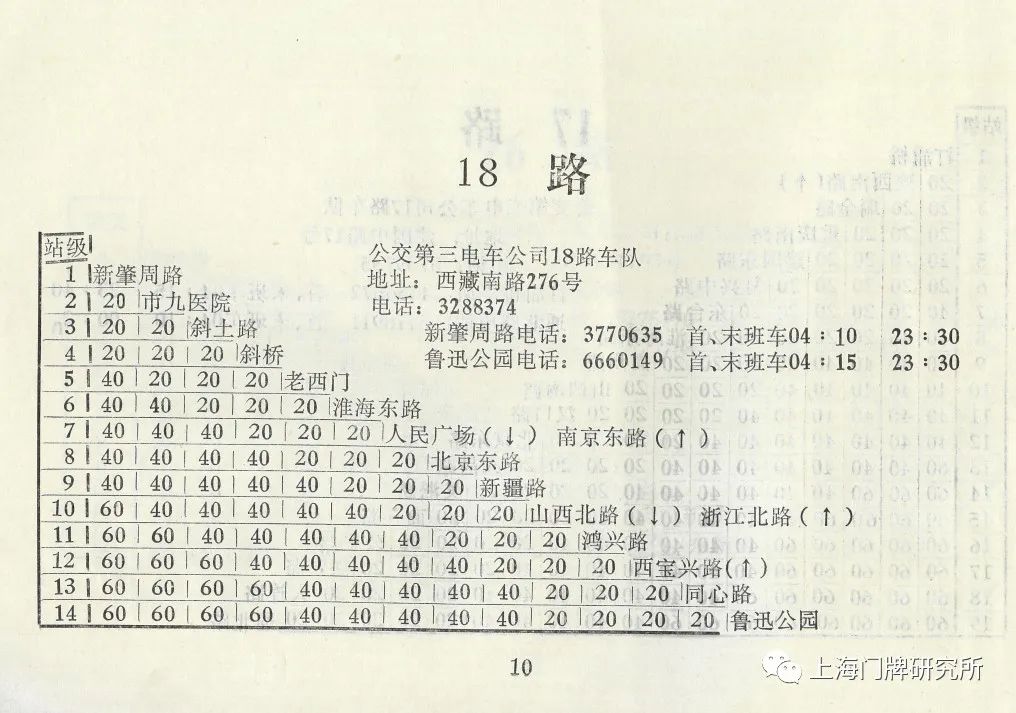 18 路
站级
公交第三电车公司18路车队
1 新肇周路
地址：西藏南路276号
2 20 市九医院
电话：3288374
3 20 20 斜土路
新肇周路电话：3770635 首、末班车04：10 23：30
4 20 20 20 斜桥
鲁迅公园电话：6660149 首、末班车04：15 23：30
5 40 20 20 20 老西门
6 40 40 20 20 20 淮海东路
7 40 40 40 20 20 20 人民广场(↓) 南京东路(↑)
8 40 40 40 40 20 20 20 北京东路
9 40 40 40 40 40 20 20 20 新疆路
10 60 40 40 40 40 40 20 20 20 山西北路(↓) 浙江北路(↑)
11 60 60 40 40 40 40 40 20 20 20 鸿兴路
12 60 60 60 40 40 40 40 40 20 20 20 西宝兴路(↑)
13 60 60 60 60 40 40 40 40 40 20 20 20 同心路
14 60 60 60 60 40 40 40 40 40 20 20 20 20 鲁迅公园
10
上海门牌研究所